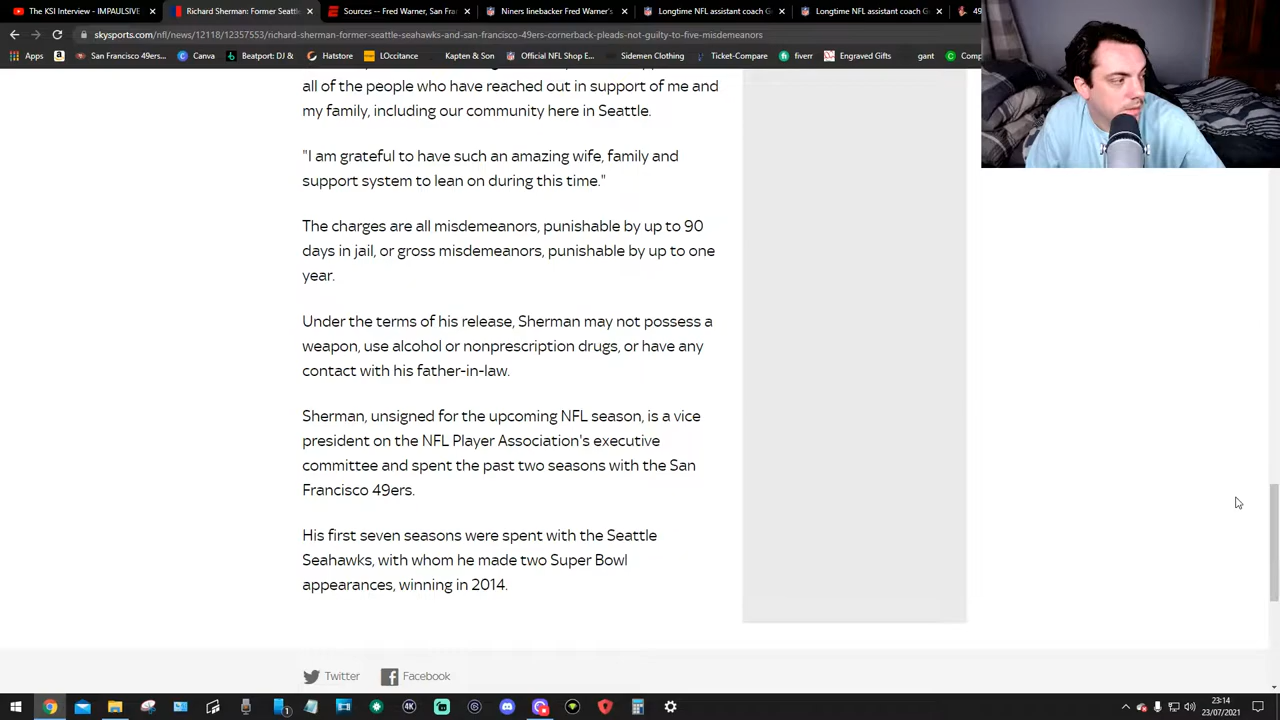 The KSI Interview - IMPAULSIVE
Richard Sherman: Former Seattl
Sources -- Fred Warner, San Fran
Niners linebacker Fred Warner's
Longtime NFL assistant coach G
Longtime NFL assistant coach G
49
skysports.com/nfl/news/12118/12357553/richard-sherman-former-seattle-seahawks-and-san-francisco-49ers-cornerback-pleads-not-guilty-to-five-misdemeanors
Apps
San Francisco 49ers...
Canva
Beatport: DJ &
Hatstore
LOccitance
Kapten & Son
Official NFL Shop E...
Sidemen Clothing
Ticket-Compare
fiverr
Engraved Gifts
gant
Comp
all of the people who have reached out in support of me and
my family, including our community here in Seattle.
"I am grateful to have such an amazing wife, family and
support system to lean on during this time."
The charges are all misdemeanors, punishable by up to 90
days in jail, or gross misdemeanors, punishable by up to one
year.
Under the terms of his release, Sherman may not possess a
weapon, use alcohol or nonprescription drugs, or have any
contact with his father-in-law.
Sherman, unsigned for the upcoming NFL season, is a vice
president on the NFL Player Association's executive
committee and spent the past two seasons with the San
Francisco 49ers.
His first seven seasons were spent with the Seattle
Seahawks, with whom he made two Super Bowl
appearances, winning in 2014.
Twitter
Facebook
4K
23:14
23/07/2021